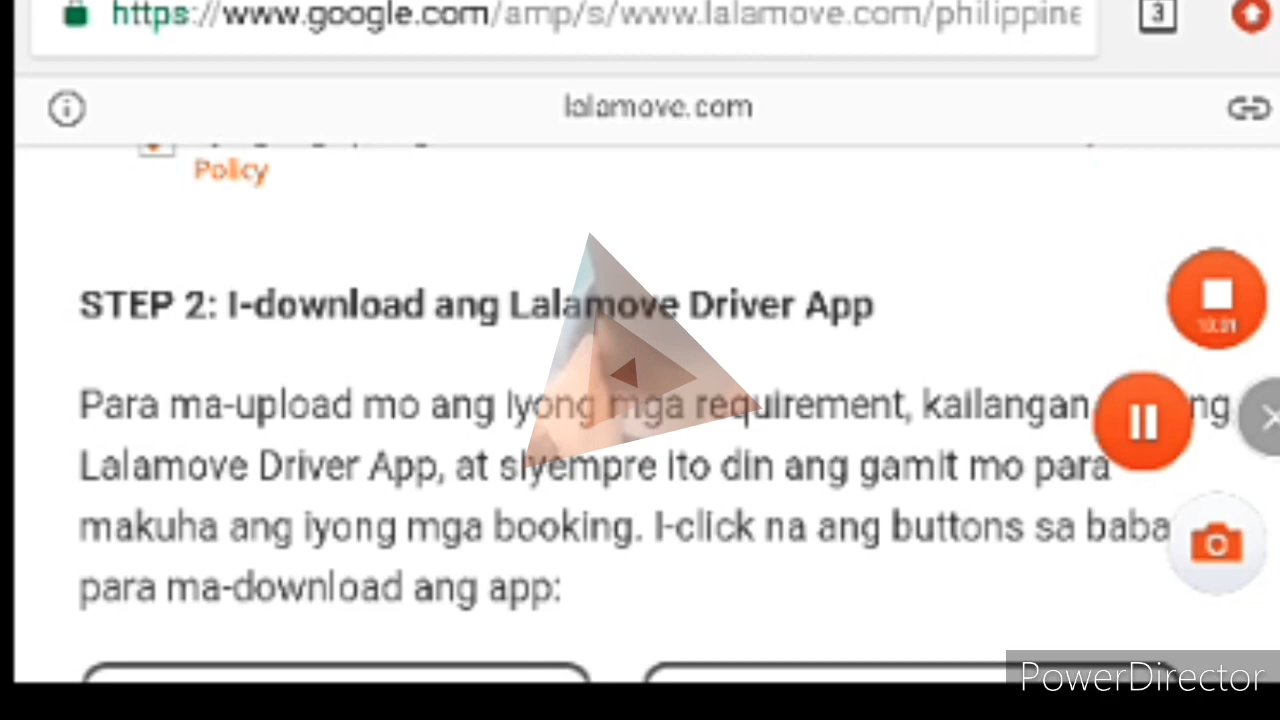 https://www.google.com/amp/s/www.lalamove.com/philippine
3
lalamove.com
Policy
STEP 2: I-download ang Lalamove Driver App
10:31
Para ma-upload mo ang iyong mga requirement, kailangan ng
Lalamove Driver App, at siyempre ito din ang gamit mo para
makuha ang iyong mga booking. I-click na ang buttons sa baba
para ma-download ang app:
PowerDirector